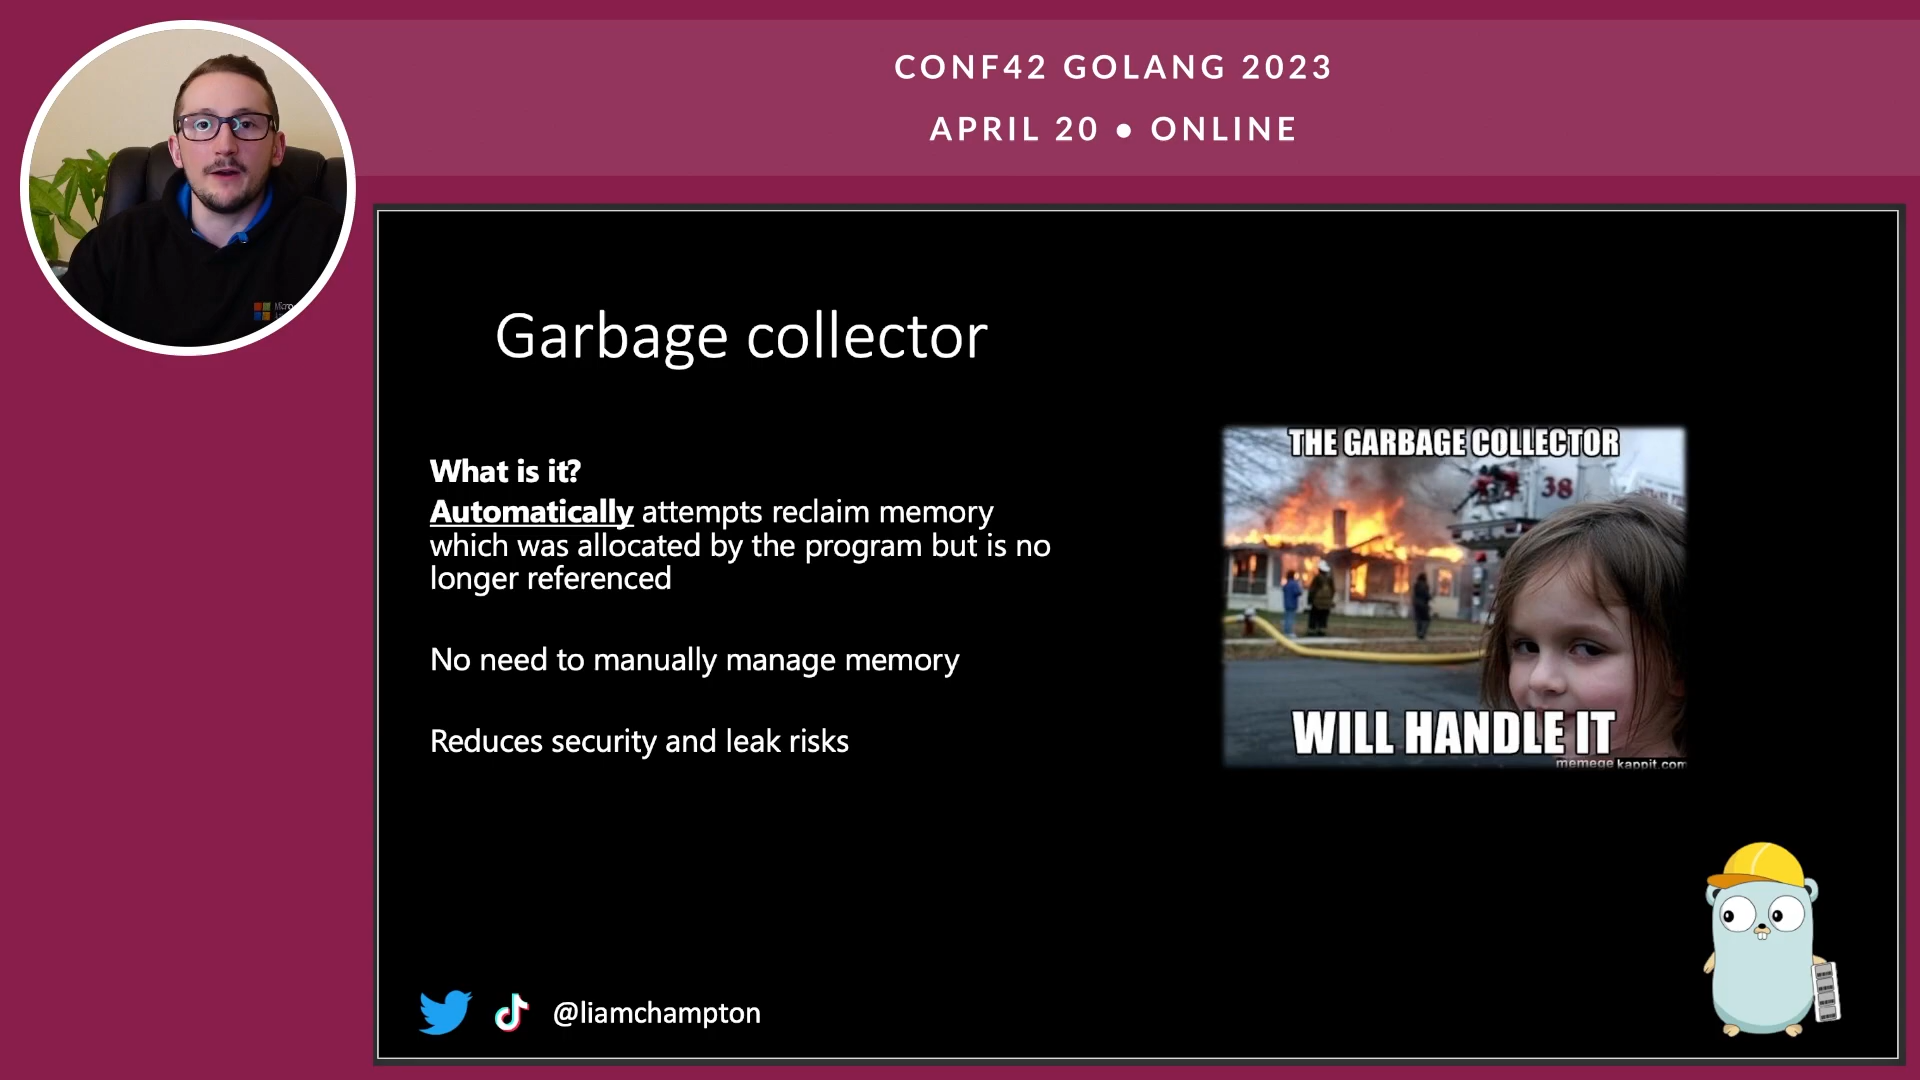 CONF42 GOLANG 2023
APRIL 20 • ONLINE
Garbage collector
What is it?
Automatically attempts reclaim memory
which was allocated by the program but is no
longer referenced
No need to manually manage memory
Reduces security and leak risks
THE GARBAGE COLLECTOR
38
WILL HANDLE IT
@liamchampton